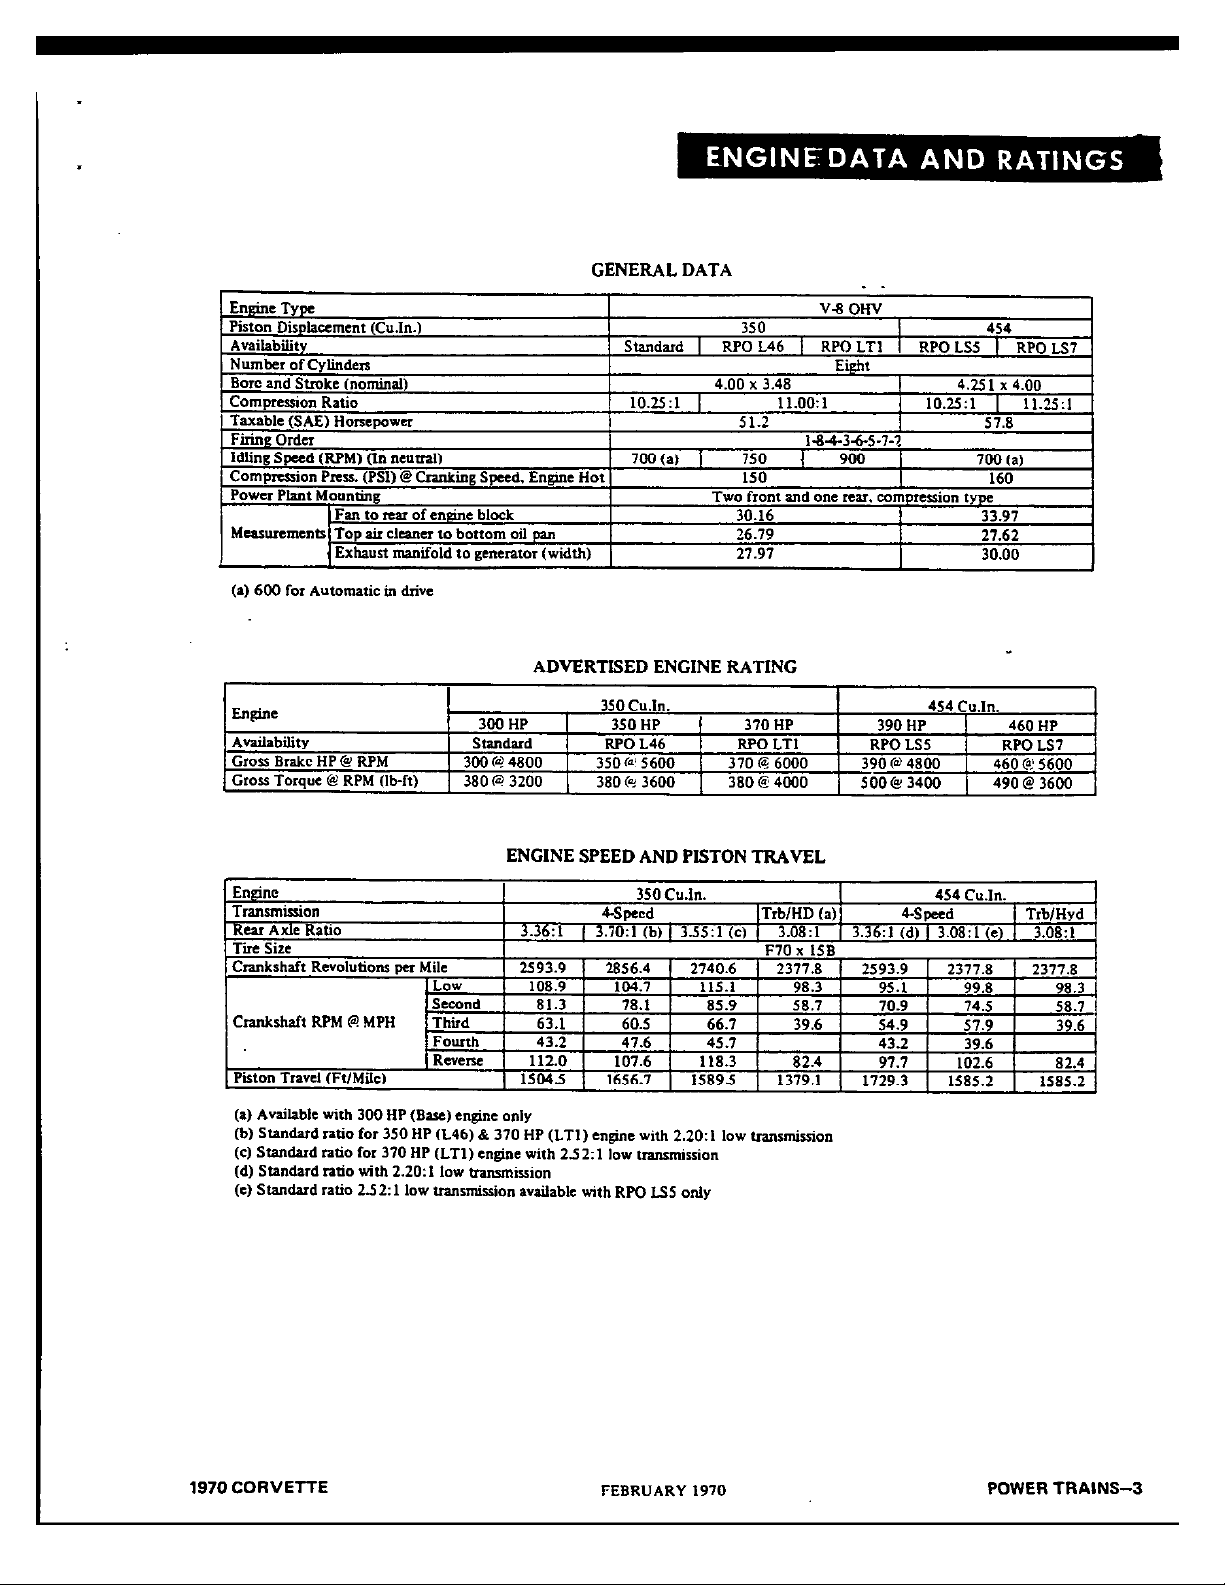 ENGINE DATA AND RATINGS
GENERAL DATA
Engine Type V-8 OHV
Piston Displacement (Cu.In.) 350 454
Availability Standard RPO L46 RPO LT1 RPO LS5 RPO LS7
Number of Cylinders Eight
Bore and Stroke (nominal) 4.00 x 3.48 4.251 x 4.00
Compression Ratio 10.25:1 11.00:1 10.25:1 11.25:1
Taxable (SAE) Horsepower 51.2 57.8
Firing Order 1-8-4-3-6-5-7-2
Idling Speed (RPM) (In neutral) 700 (a) 750 900 700 (a)
Compression Press. (PSI) @ Cranking Speed, Engine Hot 150 160
Power Plant Mounting Two front and one rear, compression type
Fan to rear of engine block 30.16 33.97
Measurements Top air cleaner to bottom oil pan 26.79 27.62
Exhaust manifold to generator (width) 27.97 30.00
(a) 600 for Automatic in drive
ADVERTISED ENGINE RATING
350 Cu.In. 454 Cu.In.
Engine 300 HP 350 HP 370 HP 390 HP 460 HP
Availability Standard RPO L46 RPO LT1 RPO LS5 RPO LS7
Gross Brake HP @ RPM 300 @ 4800 350 @ 5600 370 @ 6000 390 @ 4800 460 @ 5600
Gross Torque @ RPM (lb-ft) 380 @ 3200 380 @ 3600 380 @ 4000 500 @ 3400 490 @ 3600
ENGINE SPEED AND PISTON TRAVEL
Engine 350 Cu.In. 454 Cu.In.
Transmission 4-Speed Trb/HD (a) 4-Speed Trb/Hyd
Rear Axle Ratio 3.36:1 3.70:1 (b) 3.55:1 (c) 3.08:1 3.36:1 (d) 3.08:1 (e) 3.08:1
Tire Size F70 x 15B
Crankshaft Revolutions per Mile 2593.9 2856.4 2740.6 2377.8 2593.9 2377.8 2377.8
Low 108.9 104.7 115.1 98.3 95.1 99.8 98.3
Second 81.3 78.1 85.9 58.7 70.9 74.5 58.7
Crankshaft RPM @ MPH Third 63.1 60.5 66.7 39.6 54.9 57.9 39.6
Fourth 43.2 47.6 45.7 43.2 39.6
Reverse 112.0 107.6 118.3 82.4 97.7 102.6 82.4
Piston Travel (Ft/Mile) 1504.5 1656.7 1589.5 1379.1 1729.3 1585.2 1585.2
(a) Available with 300 HP (Base) engine only
(b) Standard ratio for 350 HP (L46) & 370 HP (LT1) engine with 2.20:1 low transmission
(c) Standard ratio for 370 HP (LT1) engine with 2.52:1 low transmission
(d) Standard ratio with 2.20:1 low transmission
(e) Standard ratio 2.52:1 low transmission available with RPO LS5 only
1970 CORVETTE FEBRUARY 1970 POWER TRAINS–3